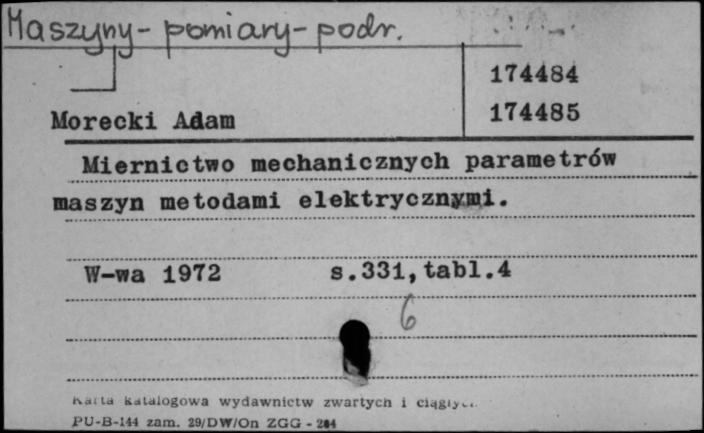 Maszyny - pomiary - podr.
174484
Morecki Adam 174485
Miernictwo mechanicznych parametrów
maszyn metodami elektrycznymi.
W-wa 1972 s.331, tabl.4
6
Karta katalogowa wydawnictw zwartych i ciągłych
PU-B-144 zam. 29/DW/On ZGG - 284